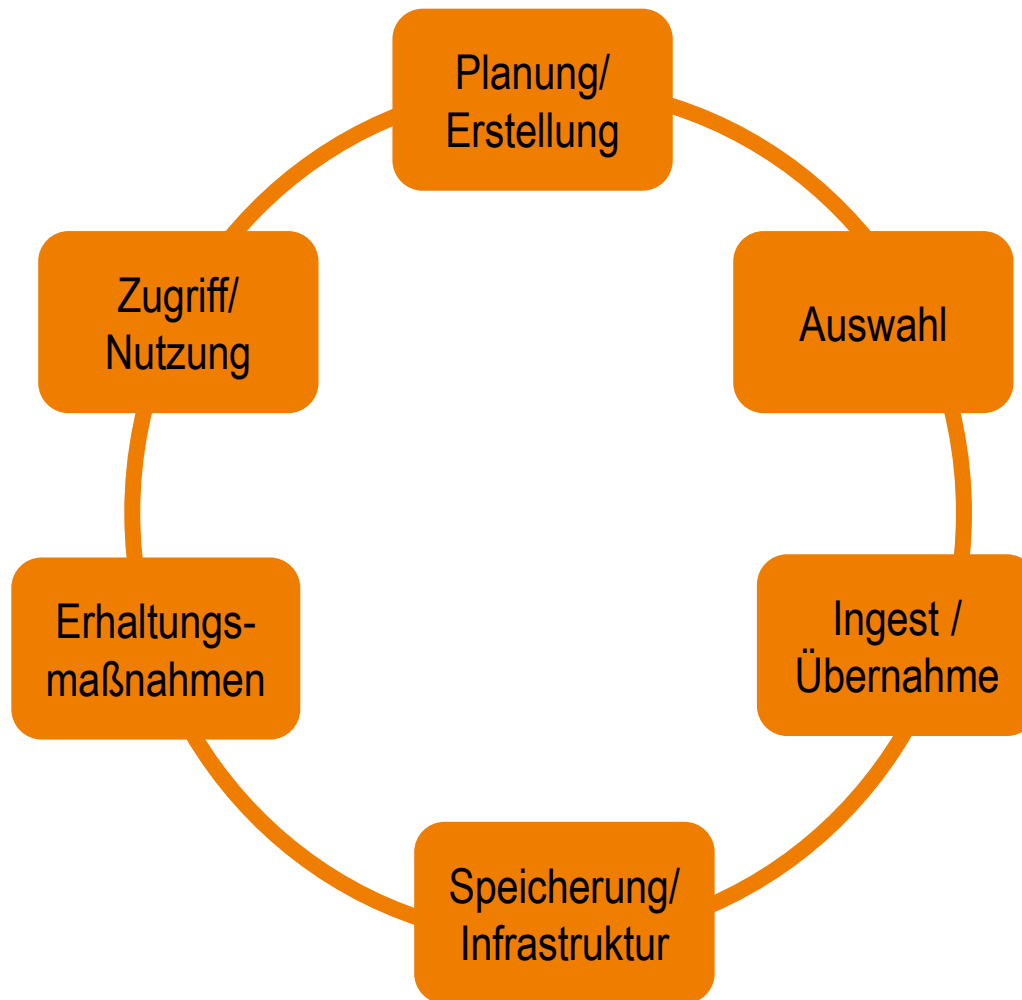 Planung/
Erstellung
Auswahl
Ingest /
Übernahme
Speicherung/
Infrastruktur
Erhaltungs-
maßnahmen
Zugriff/
Nutzung